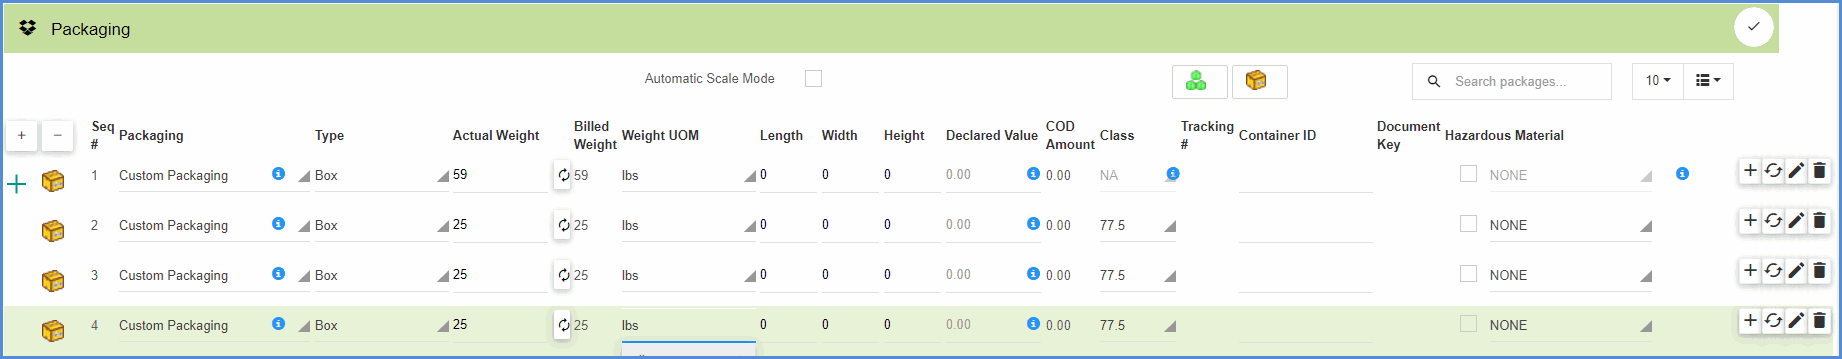 Packaging
Automatic Scale Mode
Search packages...
10
+ − Seq # Packaging Type Actual Weight Billed Weight Weight UOM Length Width Height Declared Value COD Amount Class Tracking # Container ID Document Key Hazardous Material
1 Custom Packaging Box 59 59 lbs 0 0 0 0.00 0.00 NA NONE
2 Custom Packaging Box 25 25 lbs 0 0 0 0.00 0.00 77.5 NONE
3 Custom Packaging Box 25 25 lbs 0 0 0 0.00 0.00 77.5 NONE
4 Custom Packaging Box 25 25 lbs 0 0 0 0.00 0.00 77.5 NONE